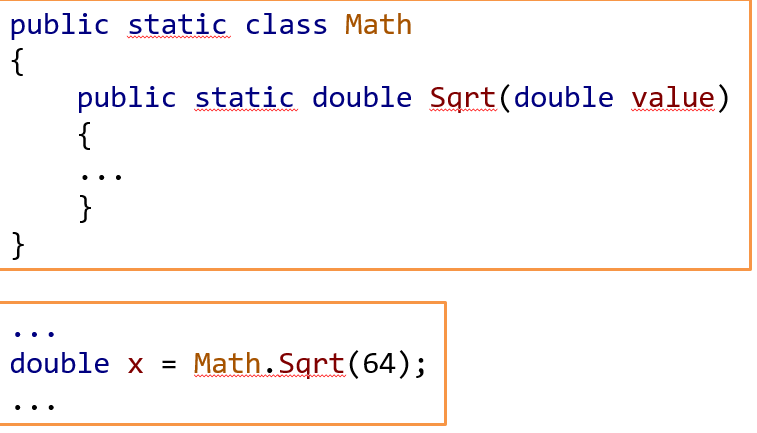 public static class Math
{
public static double Sqrt(double value)
{
...
}
}
...
double x = Math.Sqrt(64);
...